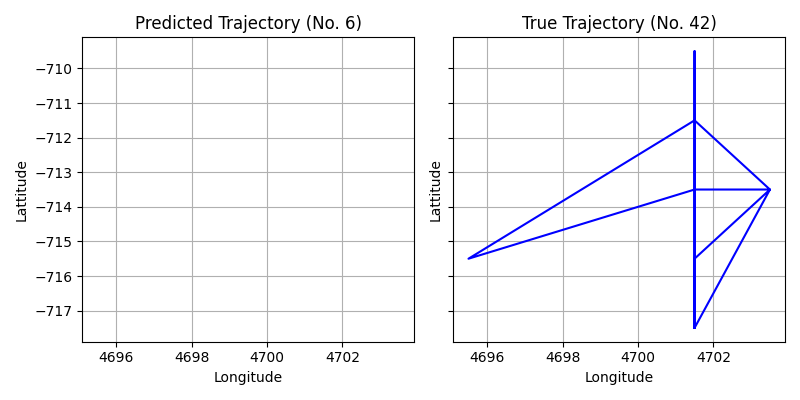 Predicted Trajectory (No. 6)
Lattitude
−710
−711
−712
−713
−714
−715
−716
−717
4696 4698 4700 4702
Longitude
True Trajectory (No. 42)
Lattitude
4696 4698 4700 4702
Longitude